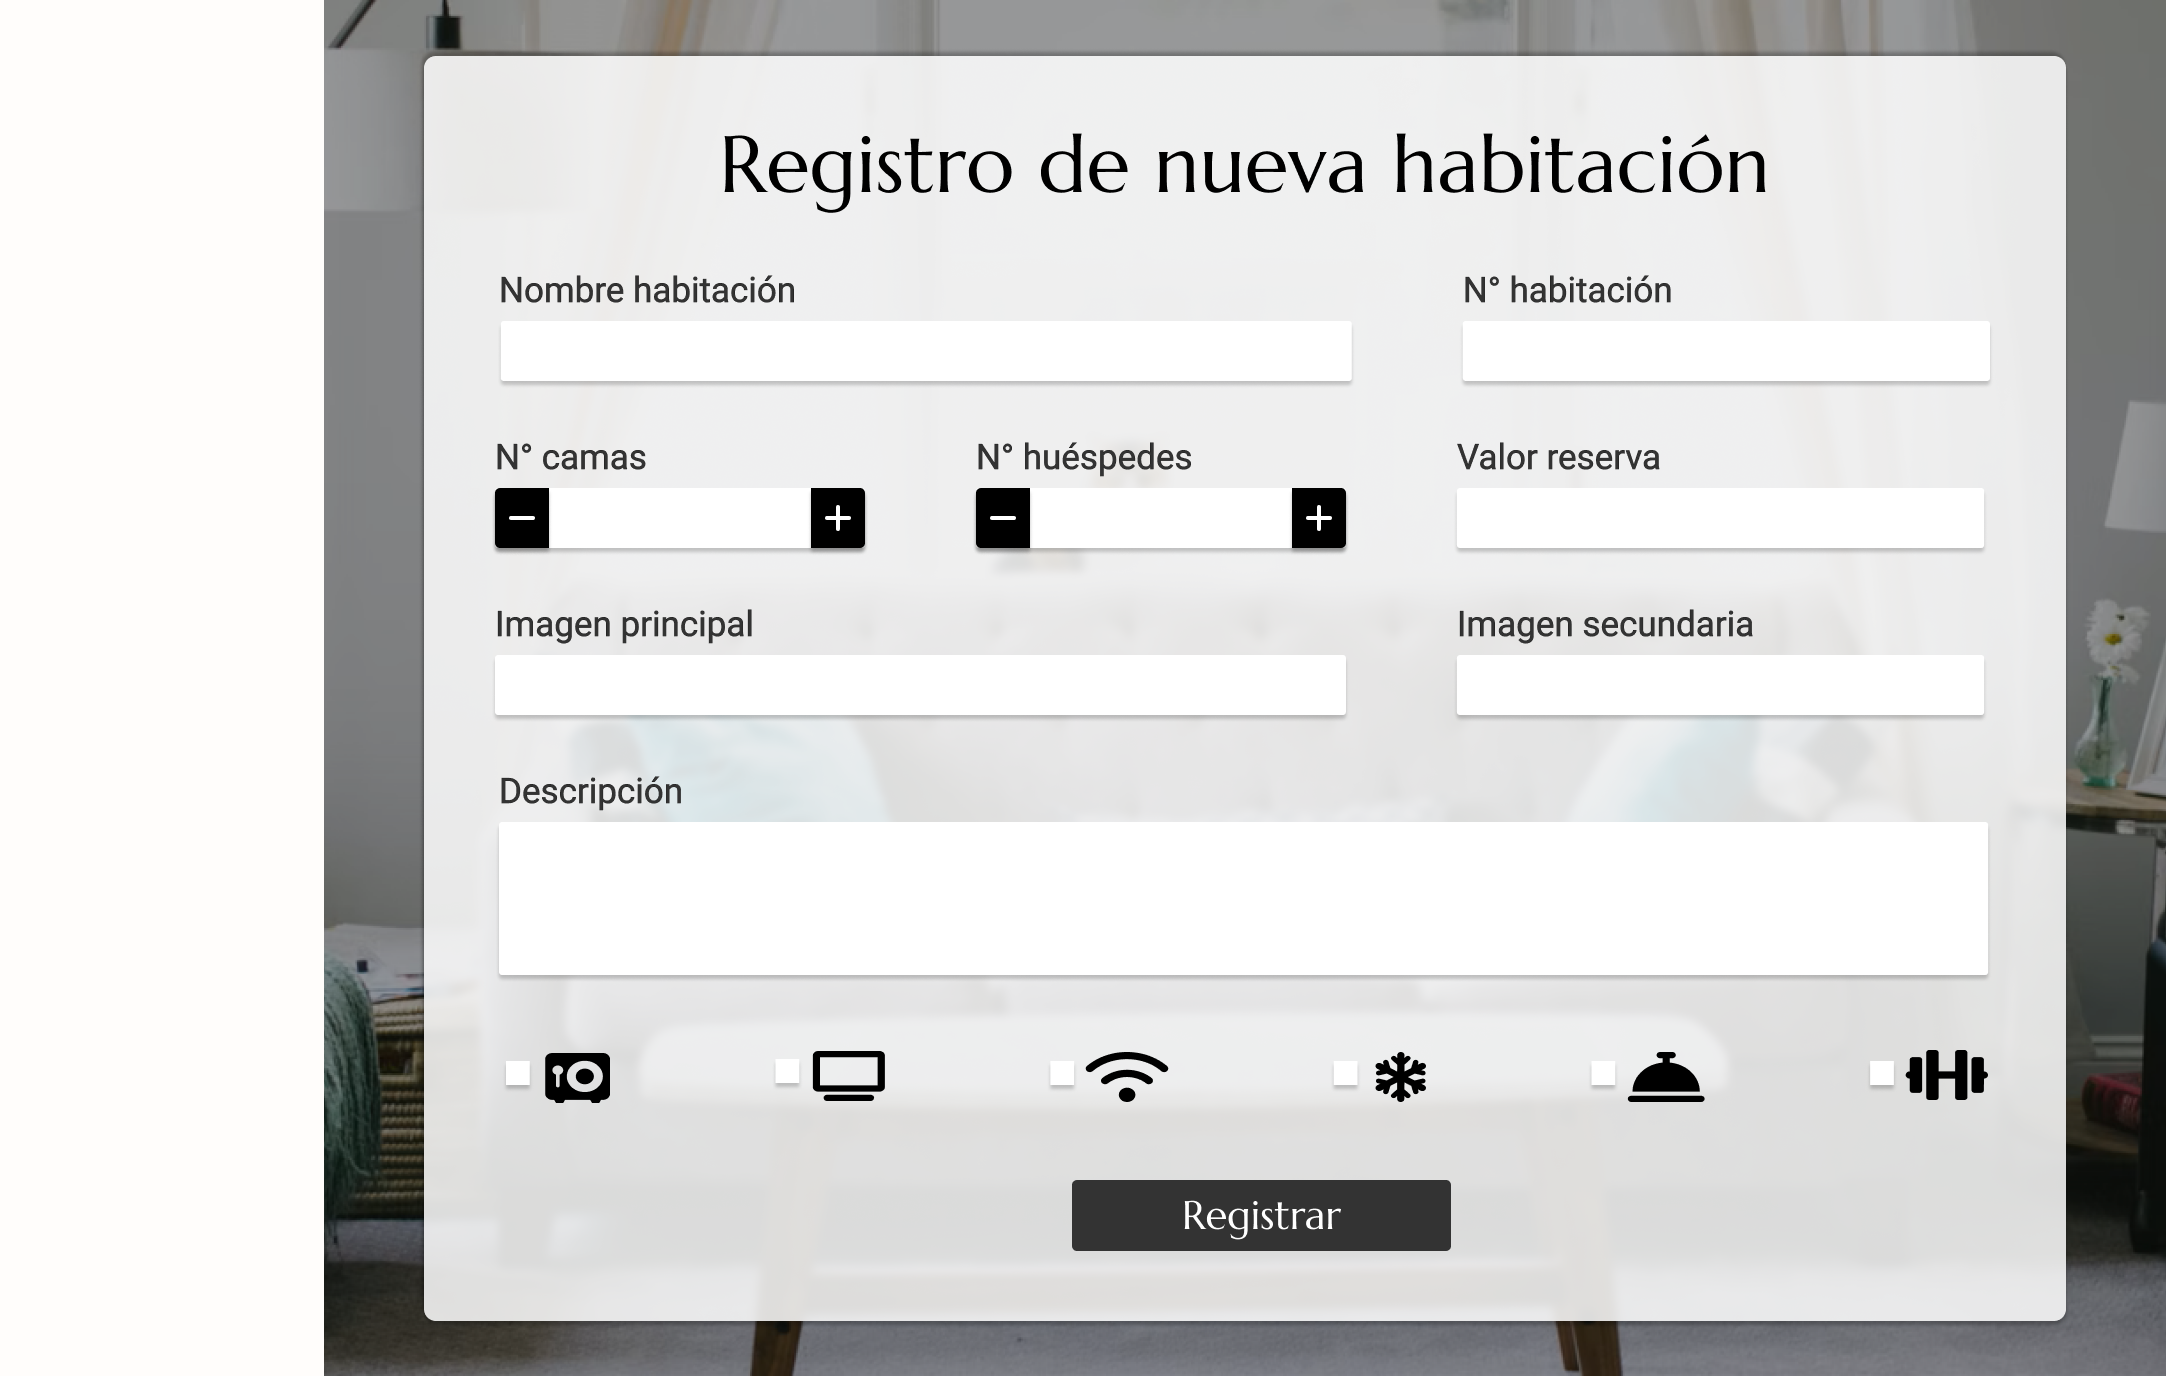 Registro de nueva habitación
Nombre habitación
N° habitación
N° camas
N° huéspedes
Valor reserva
Imagen principal
Imagen secundaria
Descripción
Registrar